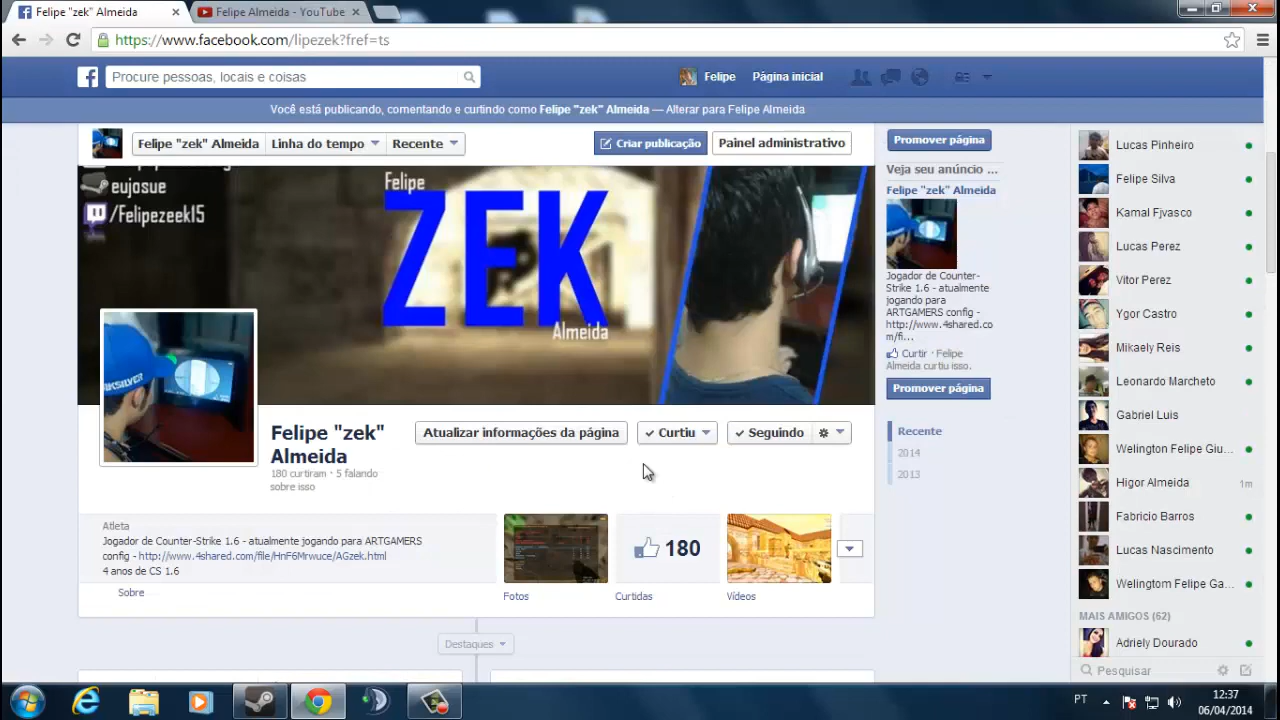 Felipe "zek" Almeida
Felipe Almeida - YouTube
https://www.facebook.com/lipezek?fref=ts
Procure pessoas, locais e coisas
Felipe
Página inicial
Você está publicando, comentando e curtindo como Felipe "zek" Almeida — Alterar para Felipe Almeida
Felipe "zek" Almeida
Linha do tempo
Recente
Criar publicação
Painel administrativo
eujosue
/Felipezeek15
Felipe
ZEK
Almeida
Felipe "zek"
Almeida
180 curtiram · 5 falando
sobre isso
Atualizar informações da página
Curtiu
Seguindo
Atleta
Jogador de Counter-Strike 1.6 - atualmente jogando para ARTGAMERS
config - http://www.4shared.com/file/HnF6Mrwuce/AGzek.html
4 anos de CS 1.6
Sobre
180
Fotos
Curtidas
Vídeos
Destaques
Promover página
Veja seu anúncio ...
Felipe "zek" Almeida
Jogador de Counter-
Strike 1.6 - atualmente
jogando para
ARTGAMERS config -
http://www.4shared.co
m/fi...
Curtir · Felipe
Almeida curtiu isso.
Promover página
Recente
2014
2013
Lucas Pinheiro
Felipe Silva
Kamal Fjvasco
Lucas Perez
Vitor Perez
Ygor Castro
Mikaely Reis
Leonardo Marcheto
Gabriel Luis
Welington Felipe Giu...
Higor Almeida 1m
Fabricio Barros
Lucas Nascimento
Welingtom Felipe Ga...
MAIS AMIGOS (62)
Adriely Dourado
Pesquisar
PT
12:37
06/04/2014